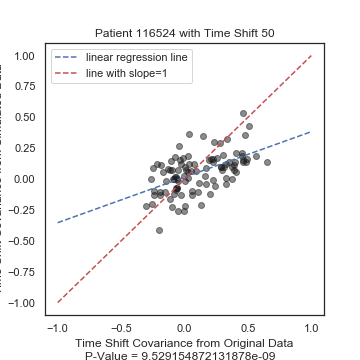 Patient 116524 with Time Shift 50
linear regression line
line with slope=1
1.00
0.75
0.50
0.25
0.00
−0.25
−0.50
−0.75
−1.00
−1.0
−0.5
0.0
0.5
1.0
Time Shift Covariance from Original Data
P-Value = 9.529154872131878e-09